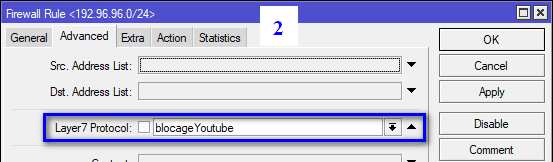 Firewall Rule <192.96.96.0/24>
General Advanced Extra Action Statistics
2
OK
Src. Address List:
Cancel
Dst. Address List:
Apply
Layer7 Protocol: blocageYoutube
Disable
Comment